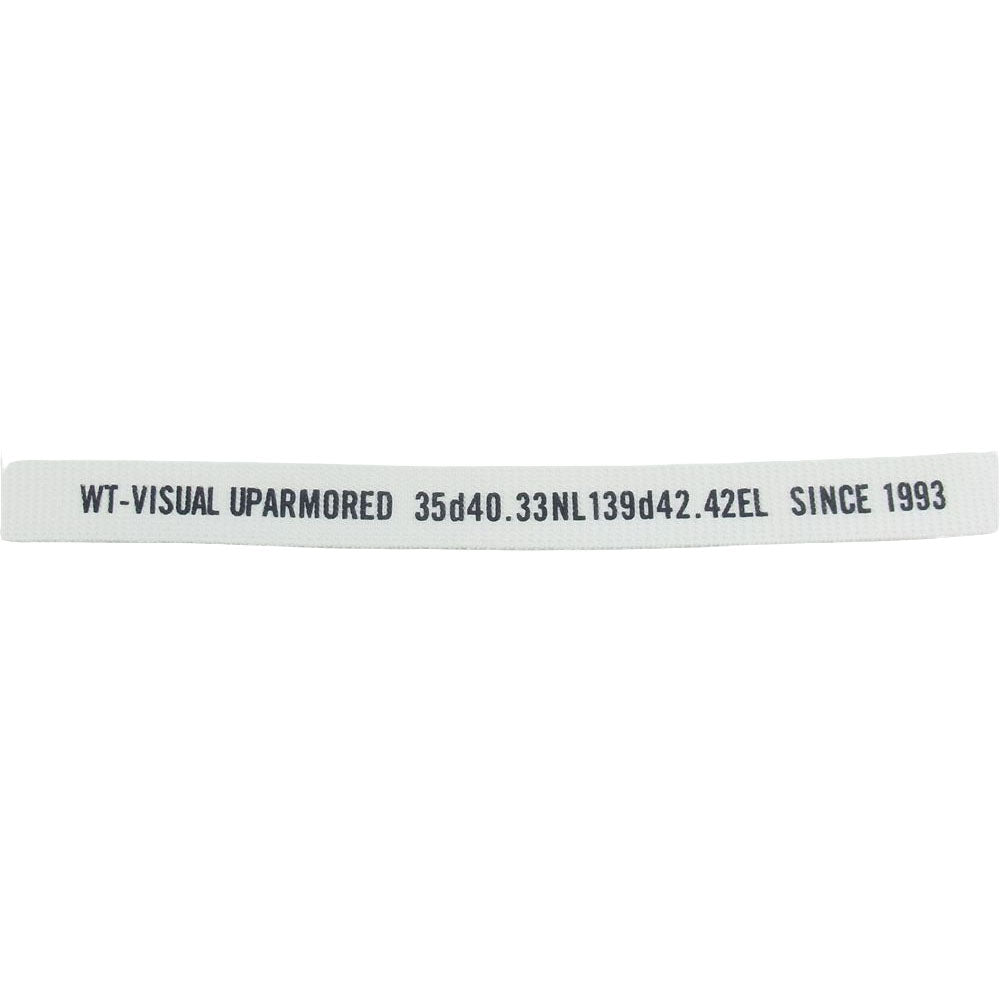 WT-VISUAL UPARMORED 35d40.33NL139d42.42EL SINCE 1993